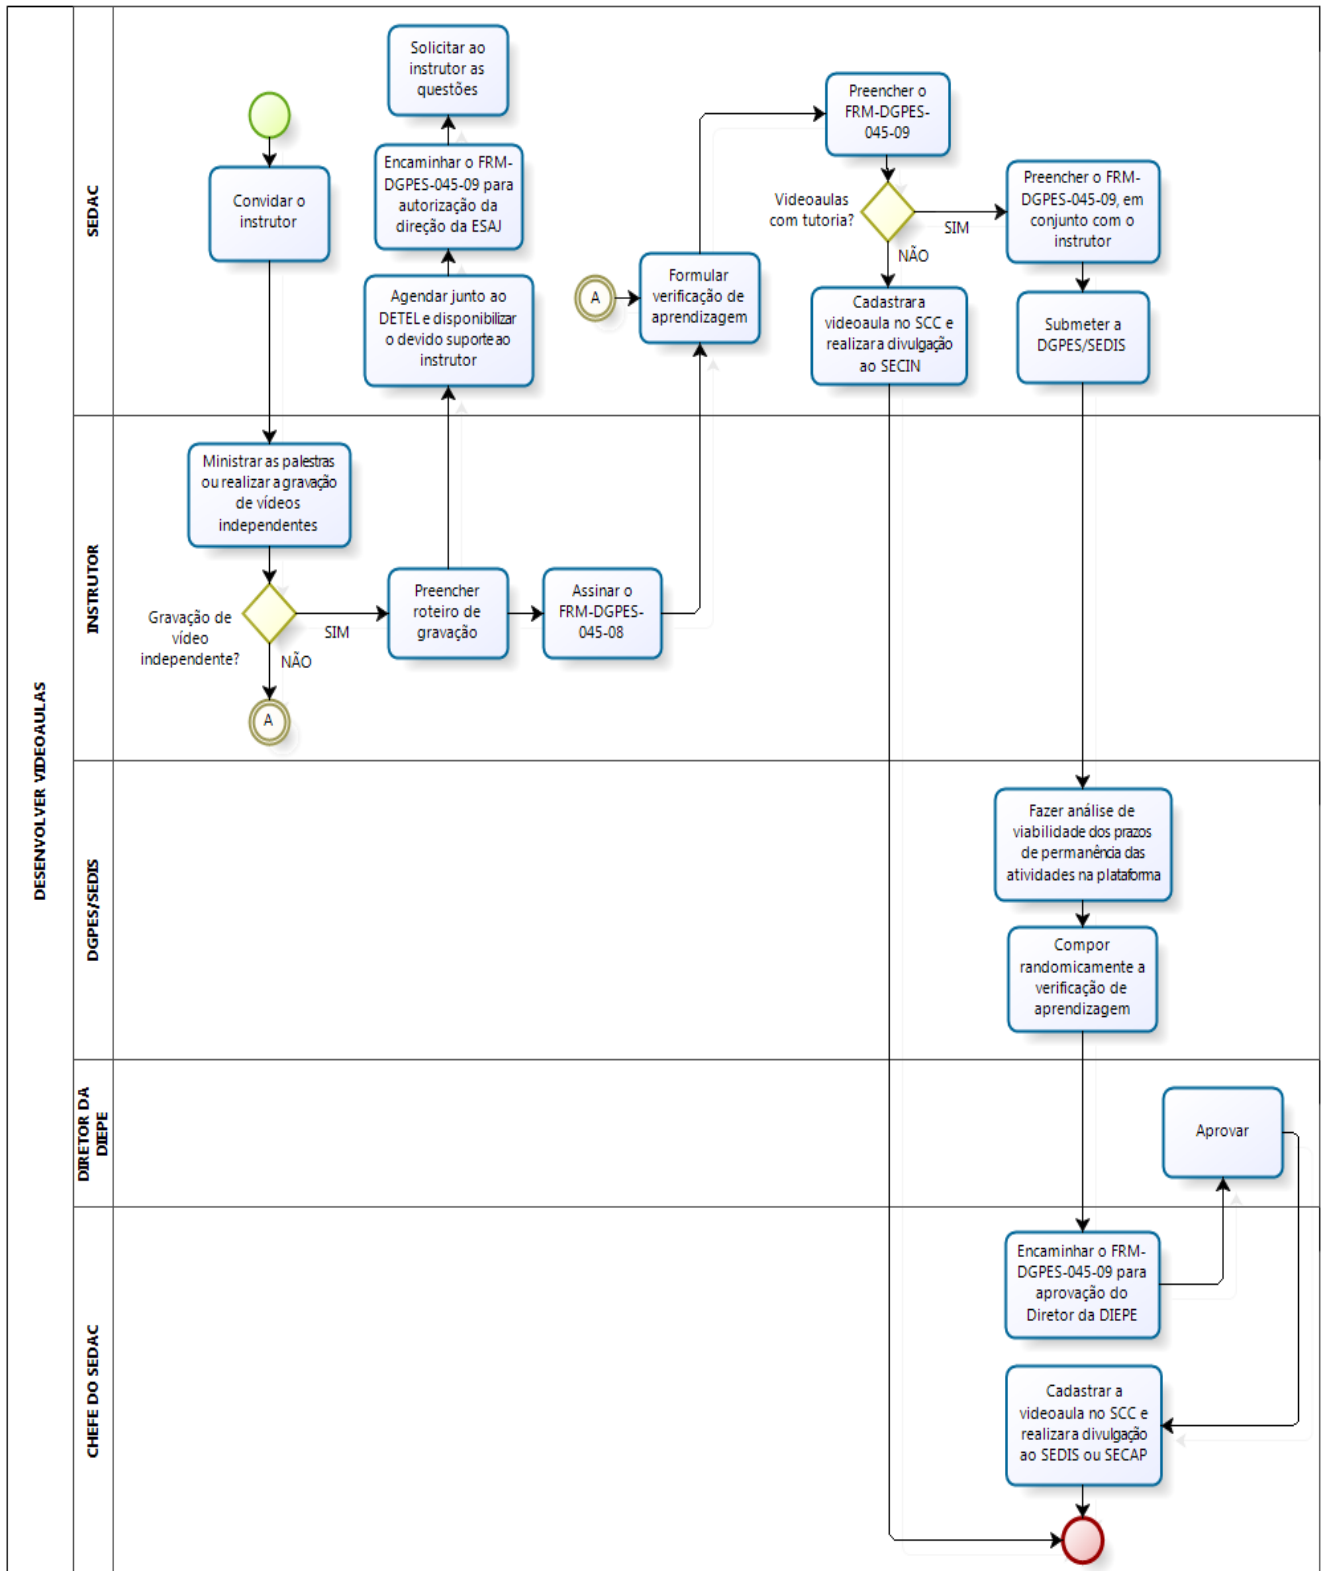 DESENVOLVER VIDEOAULAS
SEDAC
Convidar o
instrutor
Solicitar ao
instrutor as
questões
Encaminhar o FRM-
DGPES-045-09 para
autorização da
direção da ESAJ
Agendar junto ao
DETEL e disponibilizar
o devido suporte ao
instrutor
A
Formular
verificação de
aprendizagem
Preencher o
FRM-DGPES-
045-09
Videoaulas
com tutoria?
SIM
NÃO
Preencher o FRM-
DGPES-045-09, em
conjunto com o
instrutor
Cadastrara
videoaula no SCC e
realizara divulgação
ao SECIN
Submeter a
DGPES/SEDIS
INSTRUTOR
Ministrar as palestras
ou realizar a gravação
de vídeos
independentes
Gravação de
vídeo
independente?
SIM
NÃO
A
Preencher
roteiro de
gravação
Assinar o
FRM-DGPES-
045-08
DGPES/SEDIS
Fazer análise de
viabilidade dos prazos
de permanência das
atividades na plataforma
Compor
randomicamente a
verificação de
aprendizagem
DIRETOR DA
DIEPE
Aprovar
CHEFE DO SEDAC
Encaminhar o FRM-
DGPES-045-09 para
aprovação do
Diretor da DIEPE
Cadastrar a
videoaula no SCC e
realizara divulgação
ao SEDIS ou SECAP